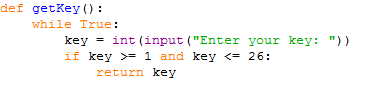 def getKey():
    while True:
        key = int(input("Enter your key: "))
        if key >= 1 and key <= 26:
            return key